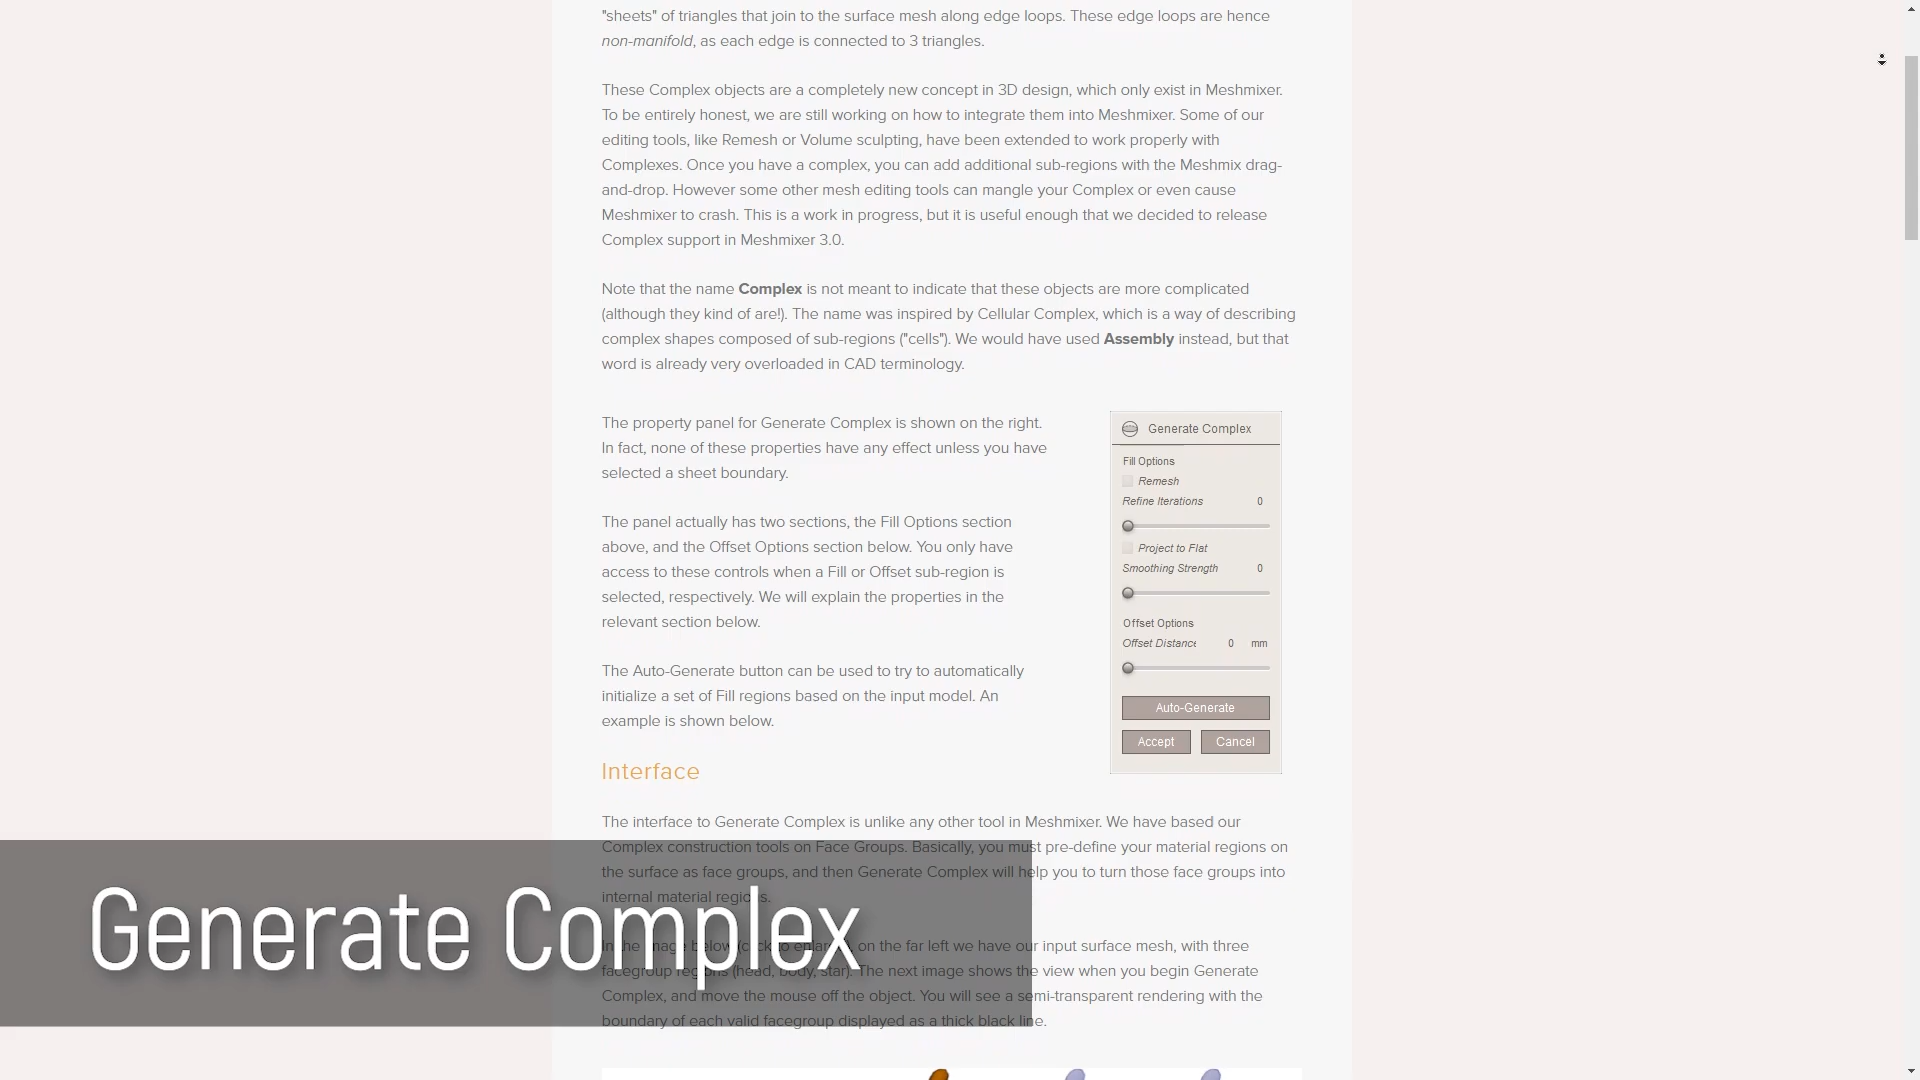 "sheets" of triangles that join to the surface mesh along edge loops. These edge loops are hence
non-manifold, as each edge is connected to 3 triangles.
These Complex objects are a completely new concept in 3D design, which only exist in Meshmixer.
To be entirely honest, we are still working on how to integrate them into Meshmixer. Some of our
editing tools, like Remesh or Volume sculpting, have been extended to work properly with
Complexes. Once you have a complex, you can add additional sub-regions with the Meshmix drag-
and-drop. However some other mesh editing tools can mangle your Complex or even cause
Meshmixer to crash. This is a work in progress, but it is useful enough that we decided to release
Complex support in Meshmixer 3.0.
Note that the name Complex is not meant to indicate that these objects are more complicated
(although they kind of are!). The name was inspired by Cellular Complex, which is a way of describing
complex shapes composed of sub-regions ("cells"). We would have used Assembly instead, but that
word is already very overloaded in CAD terminology.
The property panel for Generate Complex is shown on the right.
In fact, none of these properties have any effect unless you have
selected a sheet boundary.
The panel actually has two sections, the Fill Options section
above, and the Offset Options section below. You only have
access to these controls when a Fill or Offset sub-region is
selected, respectively. We will explain the properties in the
relevant section below.
The Auto-Generate button can be used to try to automatically
initialize a set of Fill regions based on the input model. An
example is shown below.
Generate Complex
Fill Options
Remesh
Refine Iterations 0
Project to Flat
Smoothing Strength 0
Offset Options
Offset Distance 0 mm
Auto-Generate
Accept Cancel
Interface
The interface to Generate Complex is unlike any other tool in Meshmixer. We have based our
Complex construction tools on Face Groups. Basically, you must pre-define your material regions on
the surface as face groups, and then Generate Complex will help you to turn those face groups into
internal material regions.
In the image below (click to enlarge), on the far left we have our input surface mesh, with three
facegroup regions (head, body, star). The next image shows the view when you begin Generate
Complex, and move the mouse off the object. You will see a semi-transparent rendering with the
boundary of each valid facegroup displayed as a thick black line.
Generate Complex